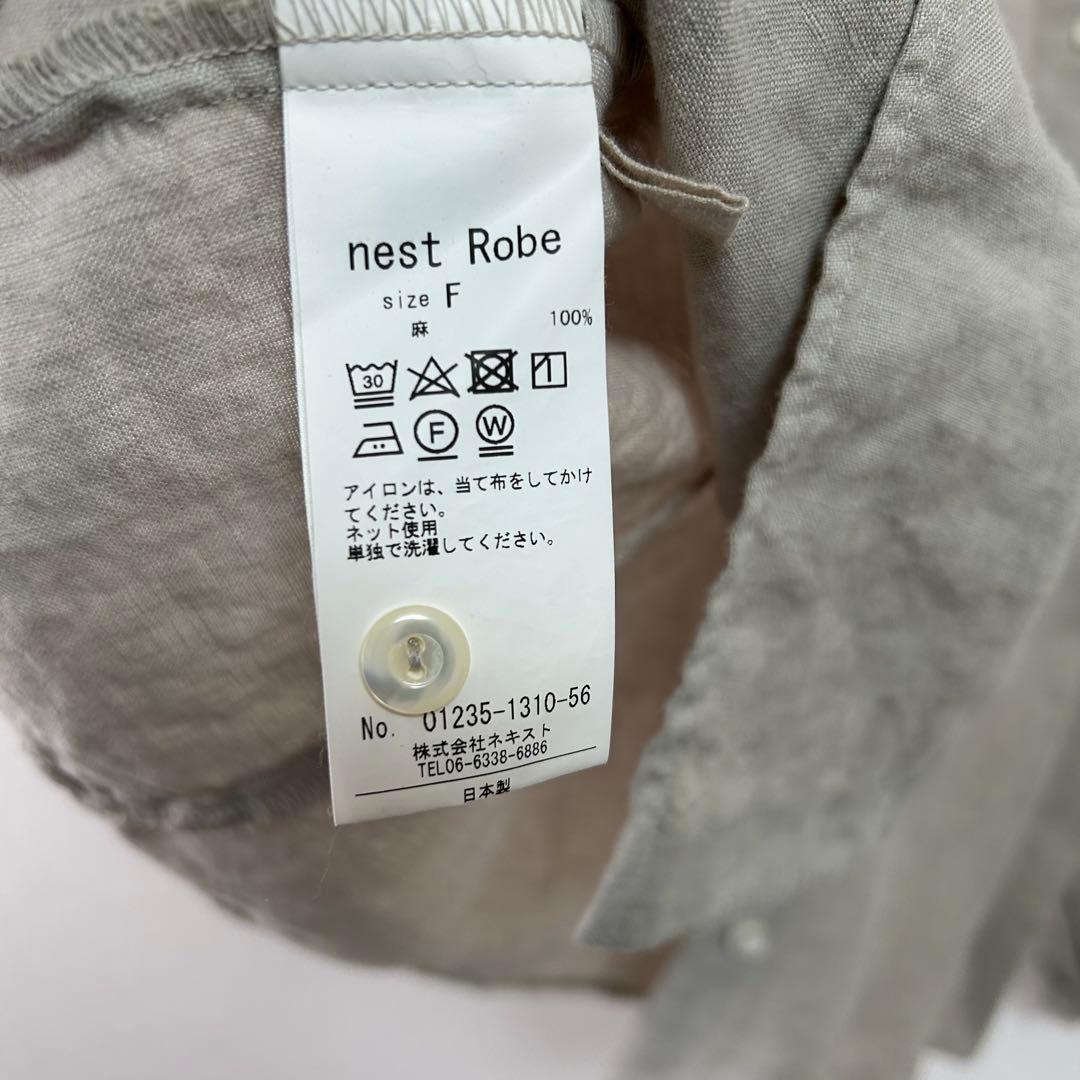 nest Robe
size F
麻 100%
30
F W
アイロンは、当て布をしてかけ
てください。
ネット使用
単独で洗濯してください。
No. 01235-1310-56
株式会社ネキスト
TEL06-6338-6886
日本製